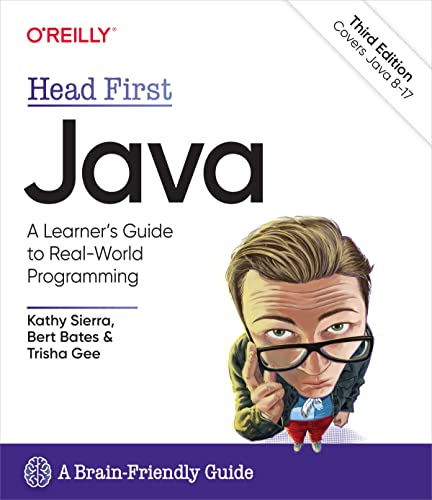 O'REILLY®
Third Edition
Covers Java 8-17
Head First
Java
A Learner's Guide
to Real-World
Programming
Kathy Sierra,
Bert Bates &
Trisha Gee
A Brain-Friendly Guide